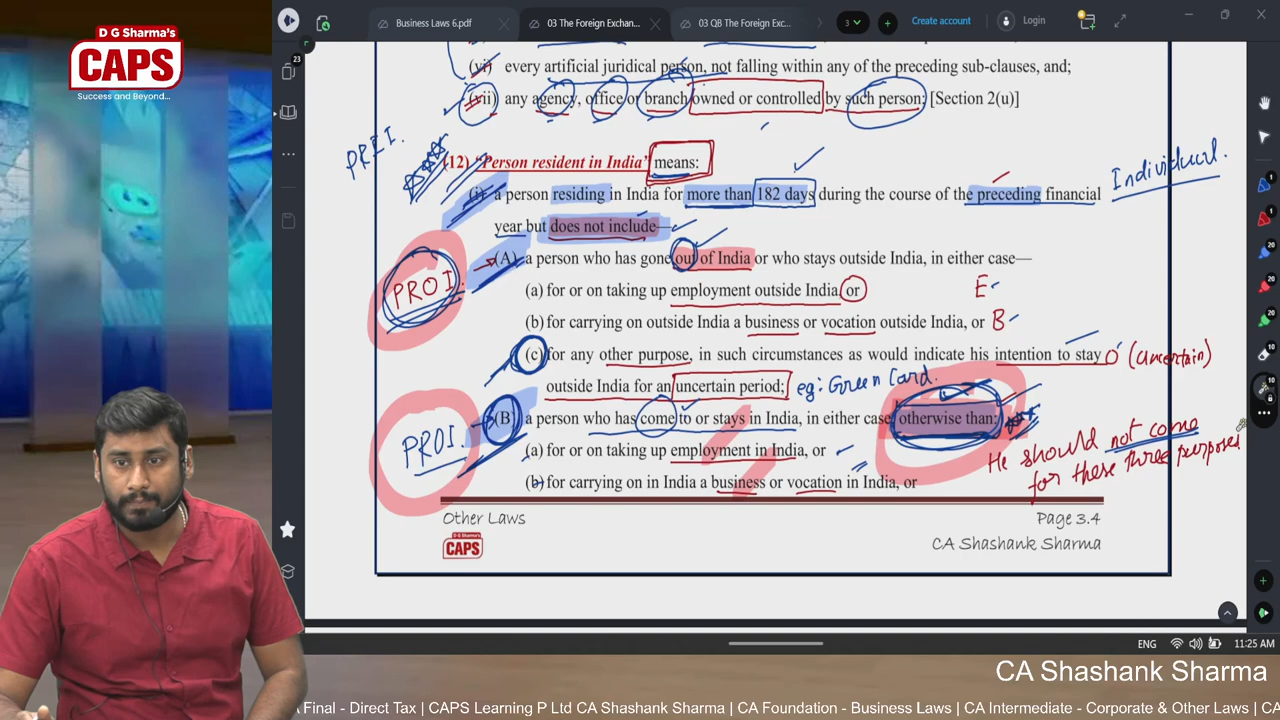 D G Sharma's
CAPS
Success and Beyond...
Business Laws 6.pdf
03 The Foreign Exchan...
03 QB The Foreign Exc...
3
Create account
Login
(vi) every artificial juridical person, not falling within any of the preceding sub-clauses, and;
(vii) any agency, office or branch owned or controlled by such person; [Section 2(u)]
PREI.
(12) "Person resident in India" means:
(i) a person residing in India for more than 182 days during the course of the preceding financial
Individual.
year but does not include—
(A) a person who has gone out of India or who stays outside India, in either case—
PROI.
(a) for or on taking up employment outside India or E
(b) for carrying on outside India a business or vocation outside India, or B
(c) for any other purpose, in such circumstances as would indicate his intention to stay O (Uncertain)
outside India for an uncertain period; eg: Green Card.
(B) a person who has come to or stays in India, in either case otherwise than:
PROI.
(a) for or on taking up employment in India, or
He should not come
for these three purposes
(b) for carrying on in India a business or vocation in India, or
Other Laws
Page 3.4
D G Sharma's
CAPS
CA Shashank Sharma
ENG
11:25 AM
CA Shashank Sharma
A Final - Direct Tax | CAPS Learning P Ltd CA Shashank Sharma | CA Foundation - Business Laws | CA Intermediate - Corporate & Other Laws | CA